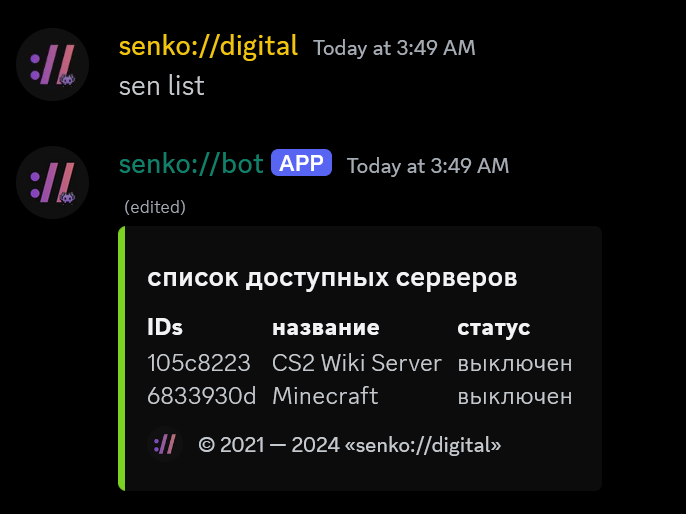 senko://digital Today at 3:49 AM
sen list
senko://bot APP Today at 3:49 AM
(edited)
список доступных серверов
IDs название статус
105c8223 CS2 Wiki Server выключен
6833930d Minecraft выключен
© 2021 — 2024 «senko://digital»